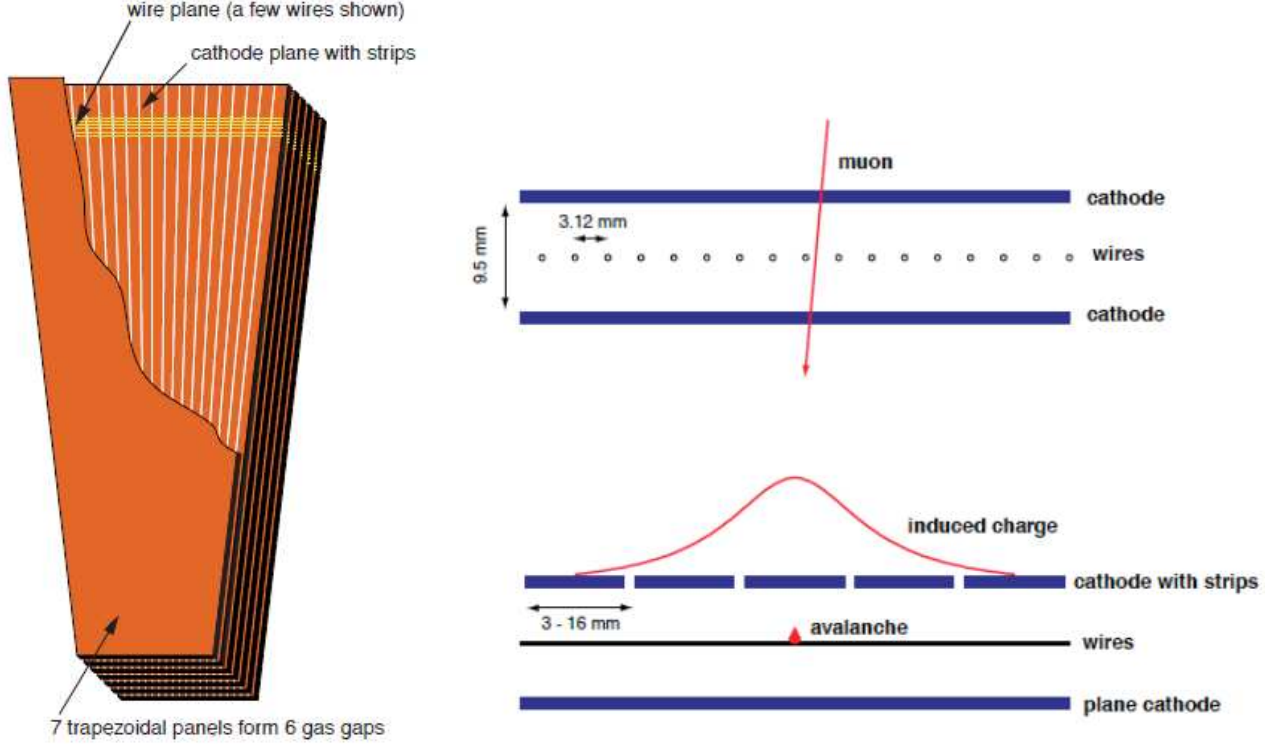 wire plane (a few wires shown)
cathode plane with strips
7 trapezoidal panels form 6 gas gaps
muon
cathode
3.12 mm
wires
9.5 mm
cathode
induced charge
cathode with strips
3 - 16 mm
avalanche
wires
plane cathode